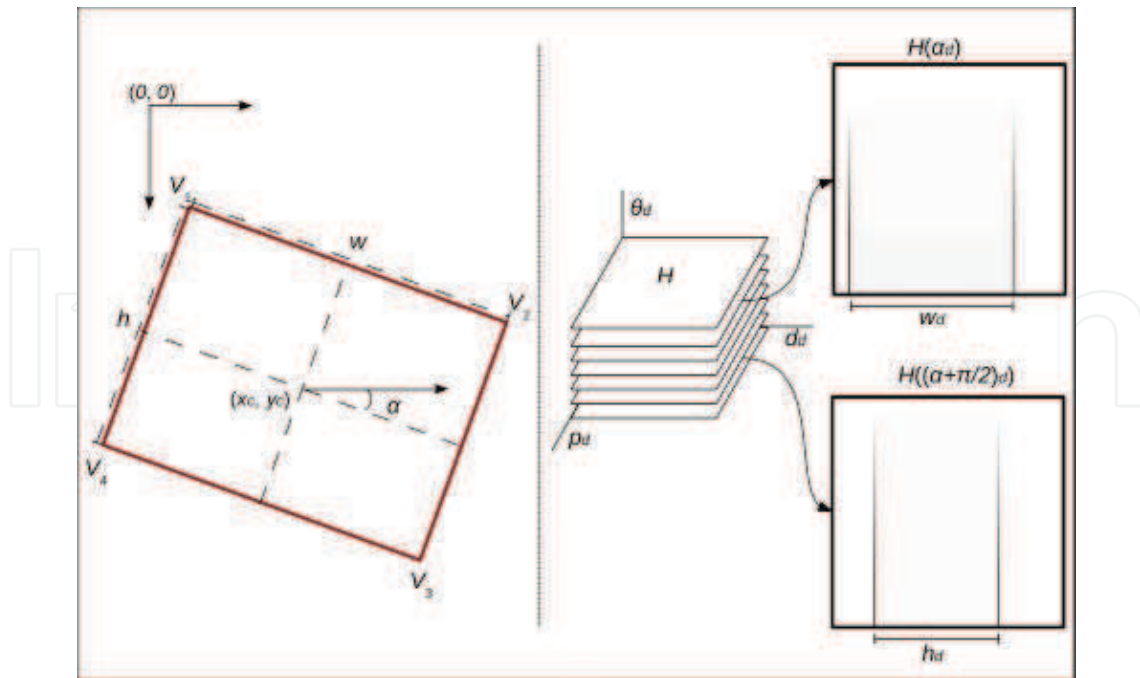 (0, 0)
V₁
w
V₂
h
(xc, yc)
α
V₄
V₃
θd
H
dd
pd
H(αd)
wd
H((α+π/2)d)
hd